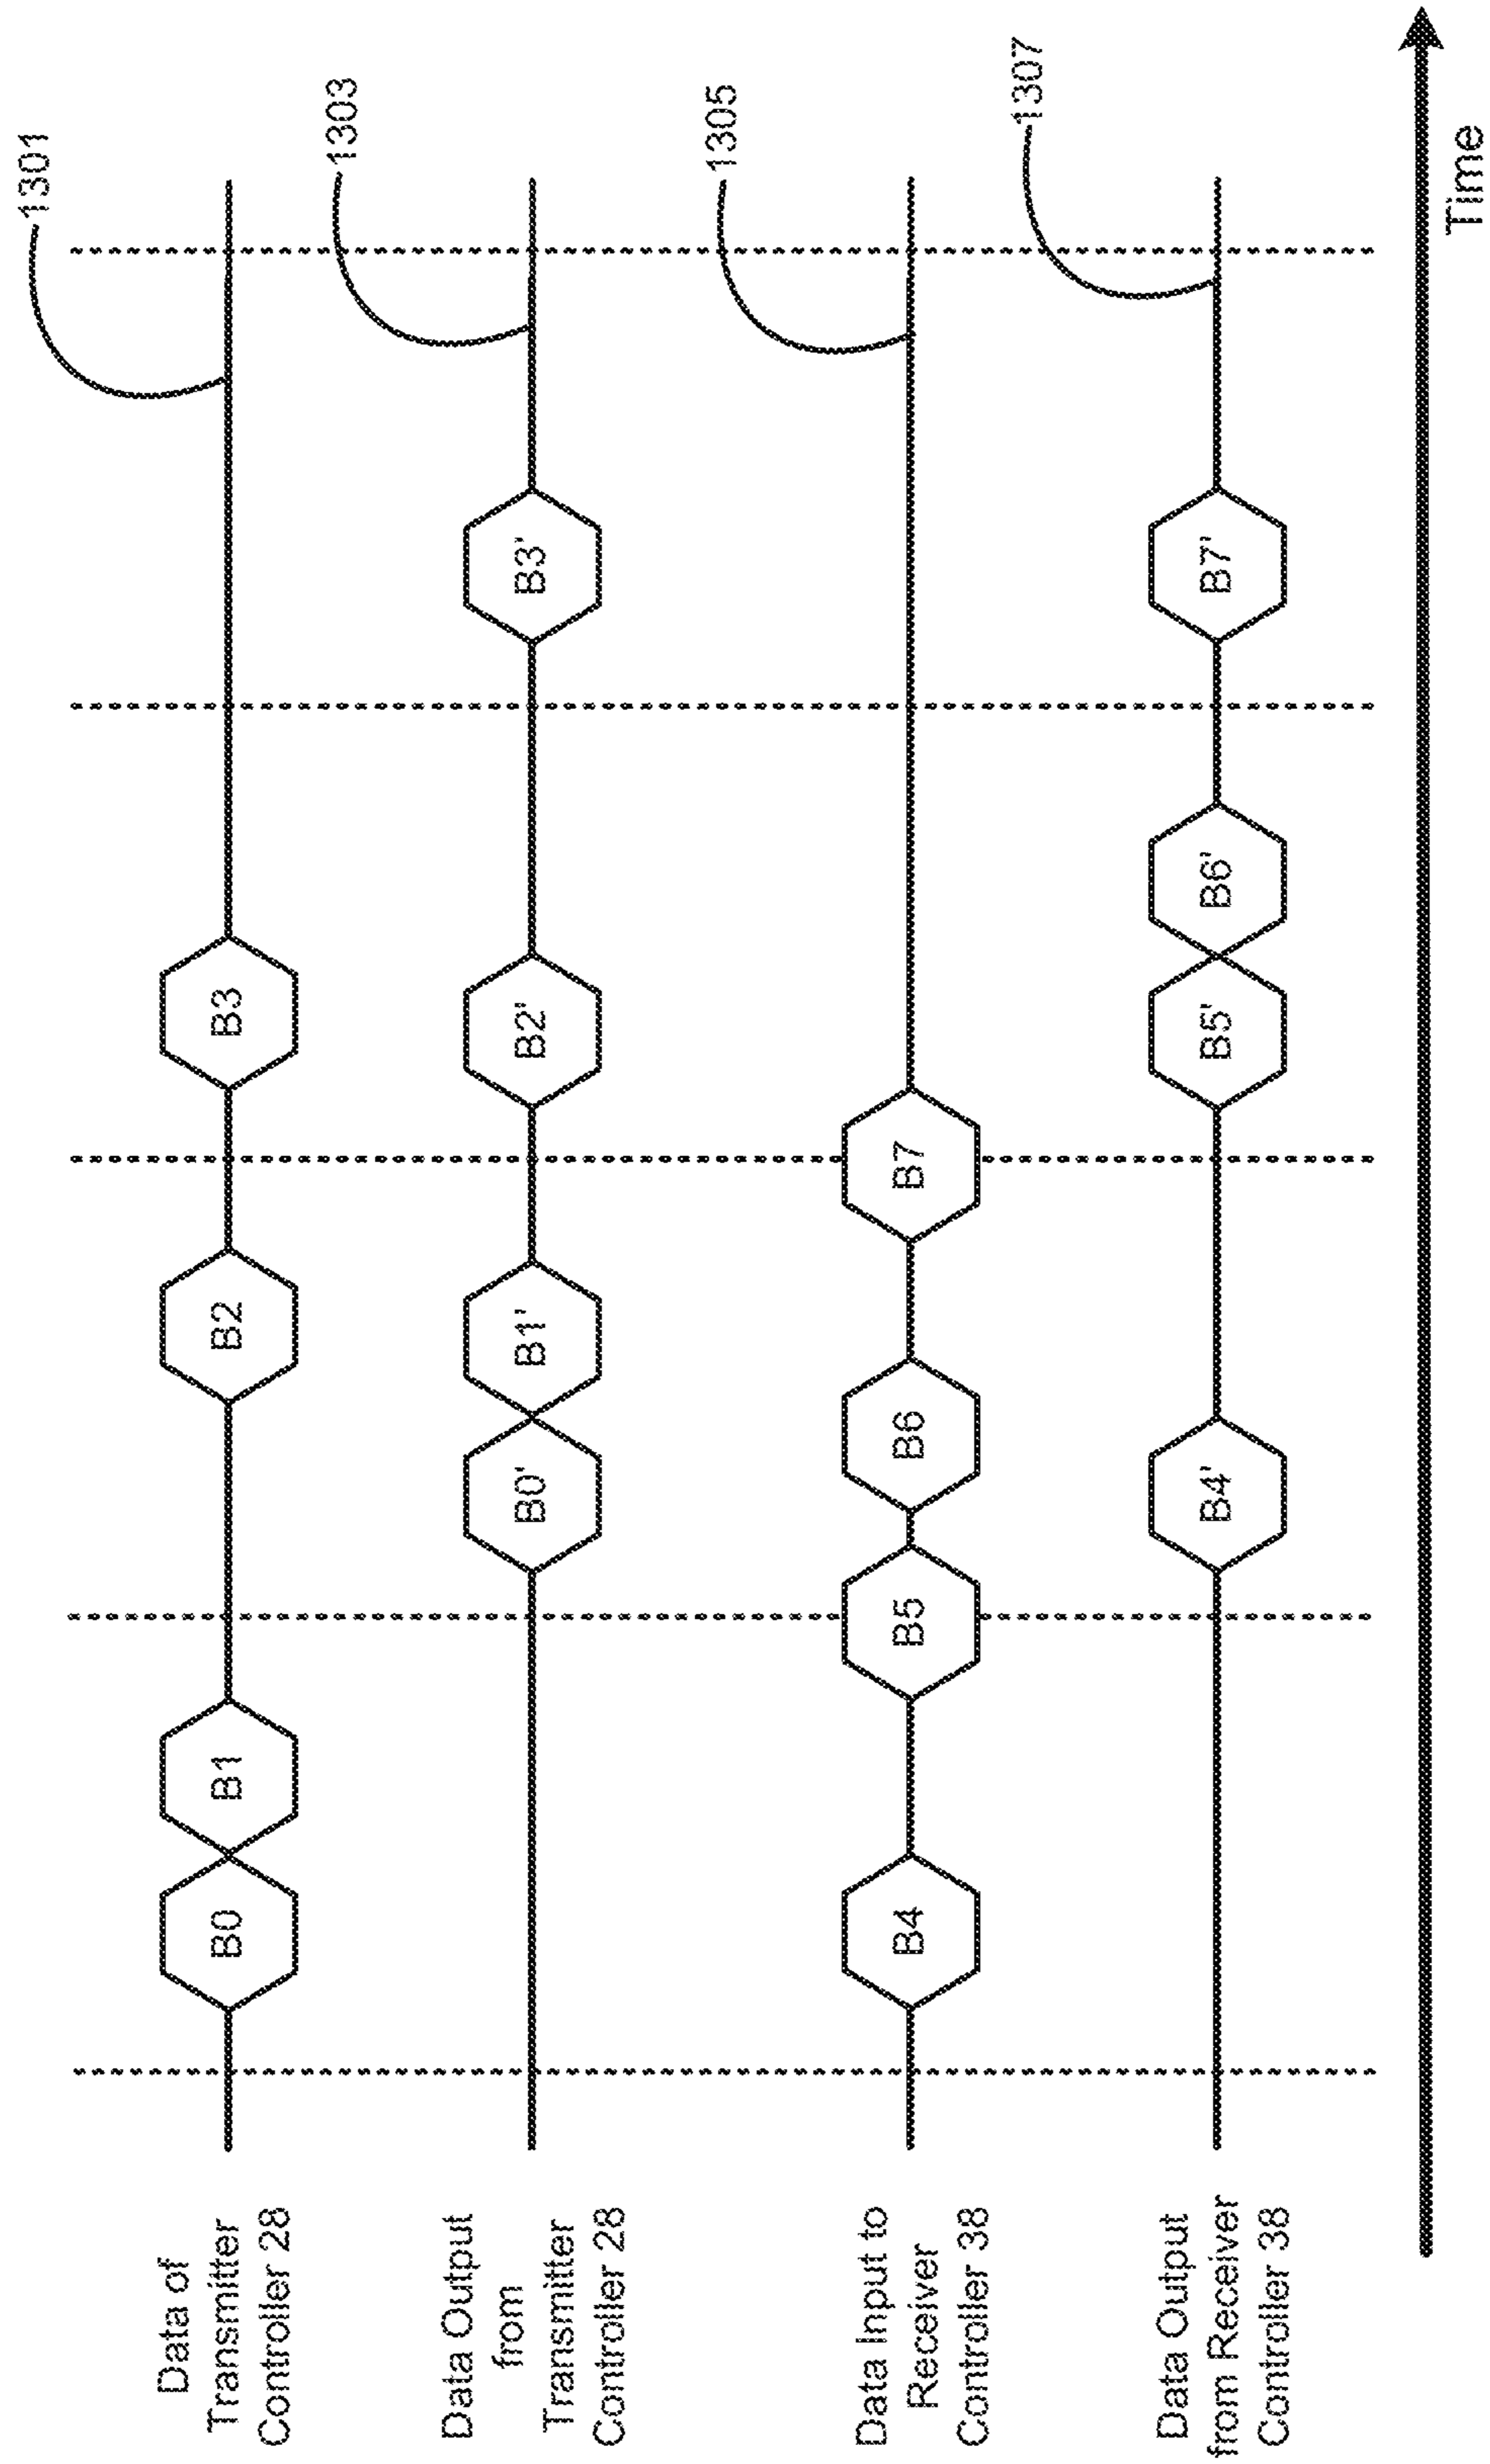 1301
Data of
Transmitter
Controller 28
B0
B1
B2
B3
1303
Data Output
from
Transmitter
Controller 28
B0'
B1'
B2'
B3'
1305
Data Input to
Receiver
Controller 38
B4
B5
B6
B7
1307
Data Output
from Receiver
Controller 38
B4'
B5'
B6'
B7'
Time